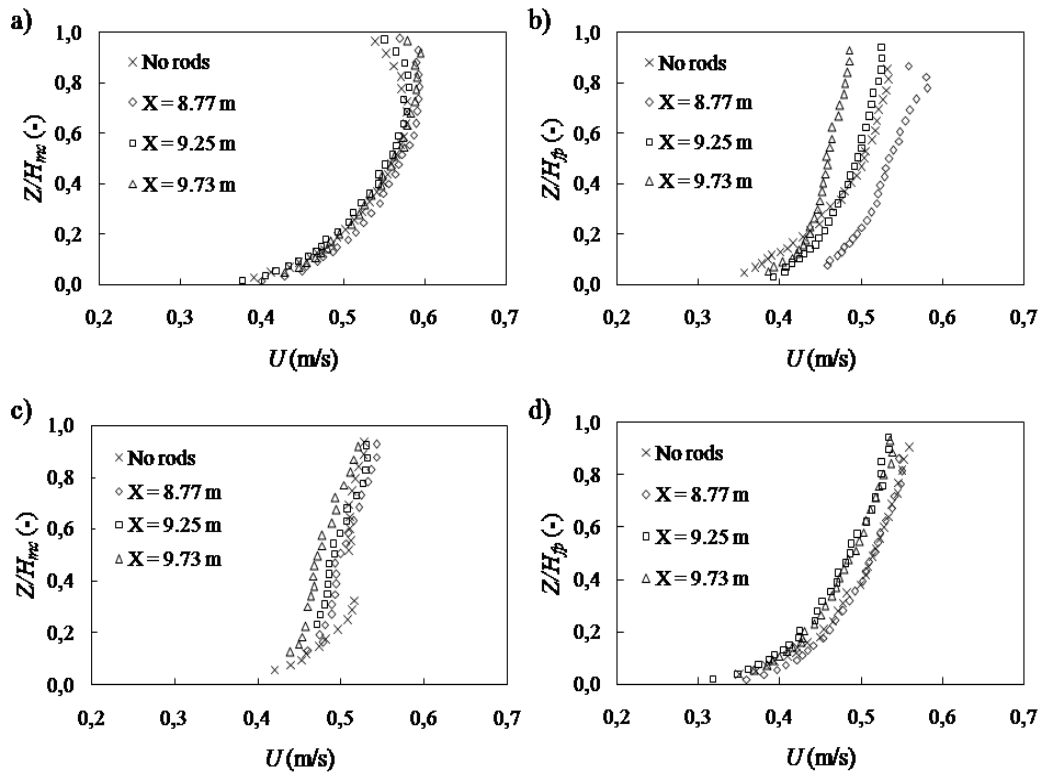 a)
1,0
0,8
0,6
0,4
0,2
0,0
Z/Hmc (-)
× No rods
◇ X = 8.77 m
□ X = 9.25 m
△ X = 9.73 m
0,2 0,3 0,4 0,5 0,6 0,7
U (m/s)
b)
1,0
0,8
0,6
0,4
0,2
0,0
Z/Hfp (-)
× No rods
◇ X = 8.77 m
□ X = 9.25 m
△ X = 9.73 m
0,2 0,3 0,4 0,5 0,6 0,7
U (m/s)
c)
1,0
0,8
0,6
0,4
0,2
0,0
Z/Hmc (-)
× No rods
◇ X = 8.77 m
□ X = 9.25 m
△ X = 9.73 m
0,2 0,3 0,4 0,5 0,6 0,7
U (m/s)
d)
1,0
0,8
0,6
0,4
0,2
0,0
Z/Hfp (-)
× No rods
◇ X = 8.77 m
□ X = 9.25 m
△ X = 9.73 m
0,2 0,3 0,4 0,5 0,6 0,7
U (m/s)